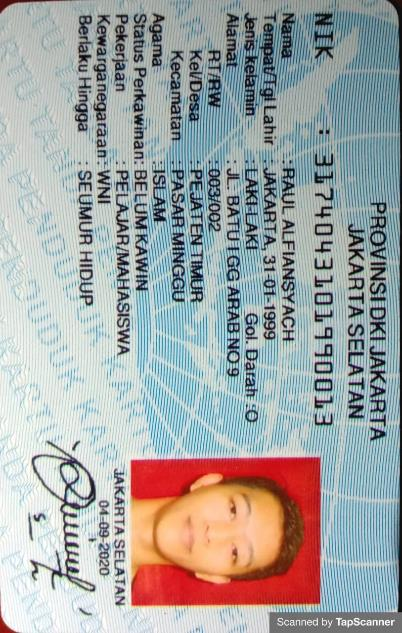 PROVINSI DKI JAKARTA
JAKARTA SELATAN
NIK : 3174043101990013
Nama : RAUL ALFIANSYACH
Tempat/Tgl Lahir : JAKARTA, 31-01-1999
Jenis kelamin : LAKI-LAKI Gol. Darah : O
Alamat : JL. BATU I GG ARAB NO 9
RT/RW : 003/002
Kel/Desa : PEJATEN TIMUR
Kecamatan : PASAR MINGGU
Agama : ISLAM
Status Perkawinan: BELUM KAWIN
Pekerjaan : PELAJAR/MAHASISWA
Kewarganegaraan: WNI
Berlaku Hingga : SEUMUR HIDUP
JAKARTA SELATAN
04-09-2020
Scanned by TapScanner